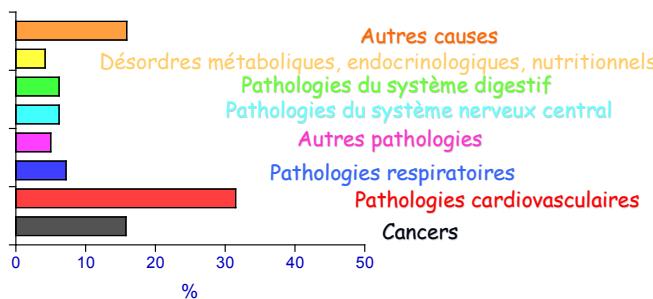 Autres causes
Désordres métaboliques, endocrinologiques, nutritionnels
Pathologies du système digestif
Pathologies du système nerveux central
Autres pathologies
Pathologies respiratoires
Pathologies cardiovasculaires
Cancers
0 10 20 30 40 50
%